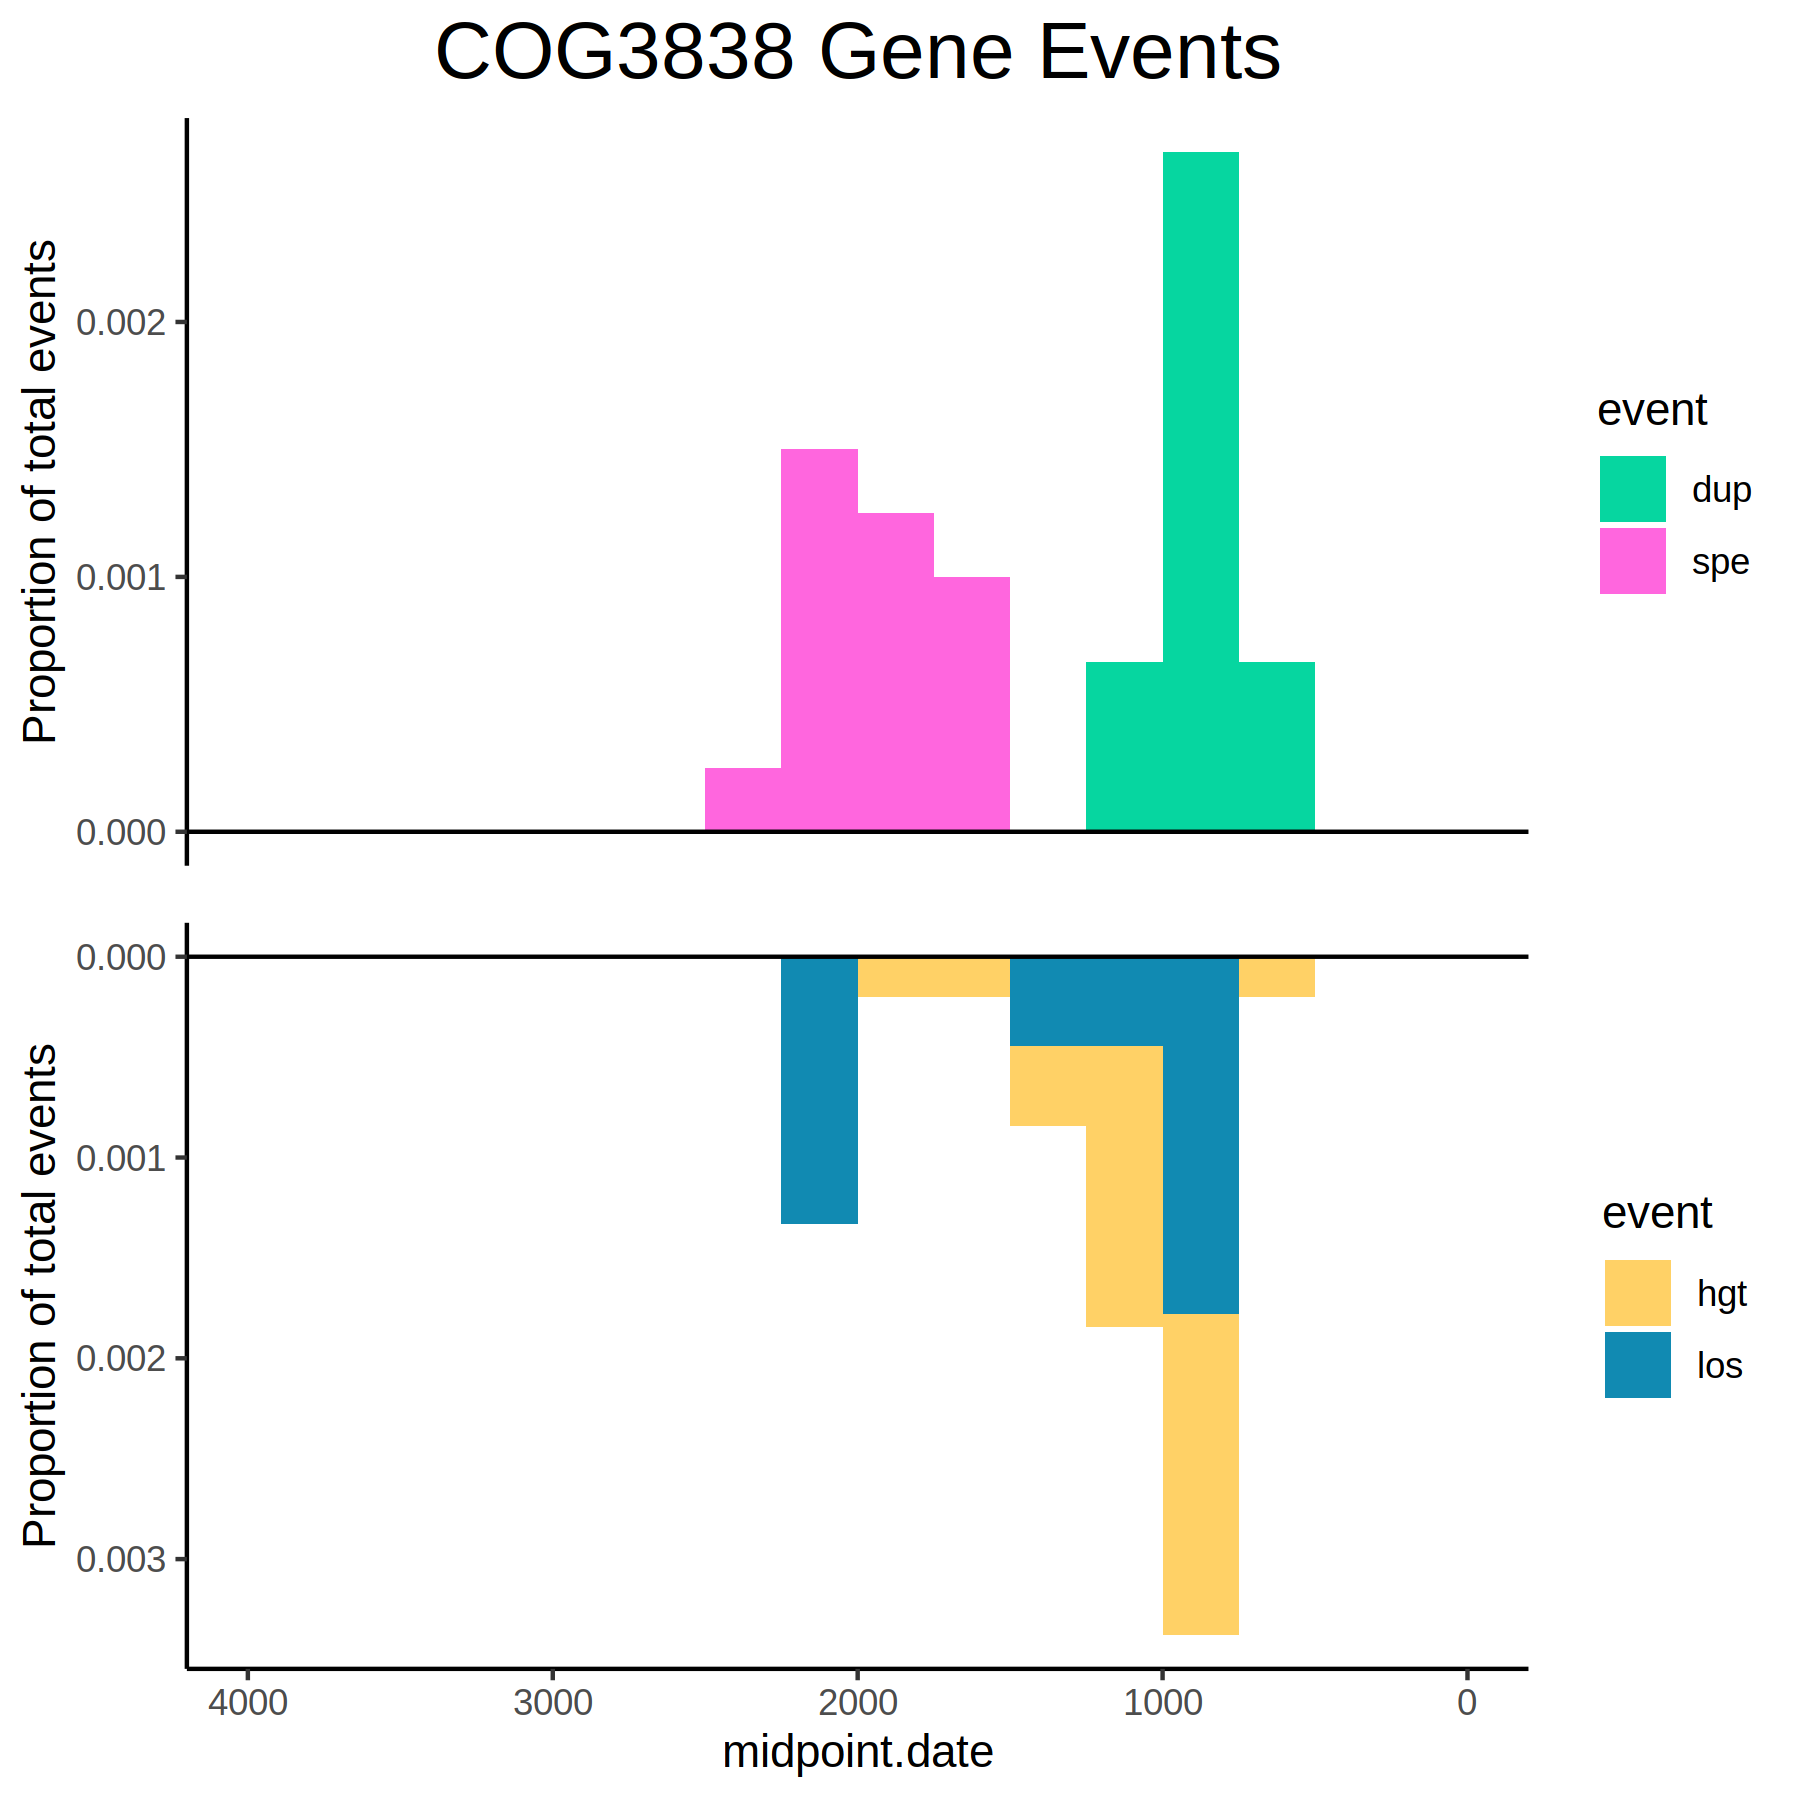 COG3838 Gene Events
Proportion of total events
0.002
0.001
0.000
event
dup
spe
Proportion of total events
0.000
0.001
0.002
0.003
event
hgt
los
4000 3000 2000 1000 0
midpoint.date